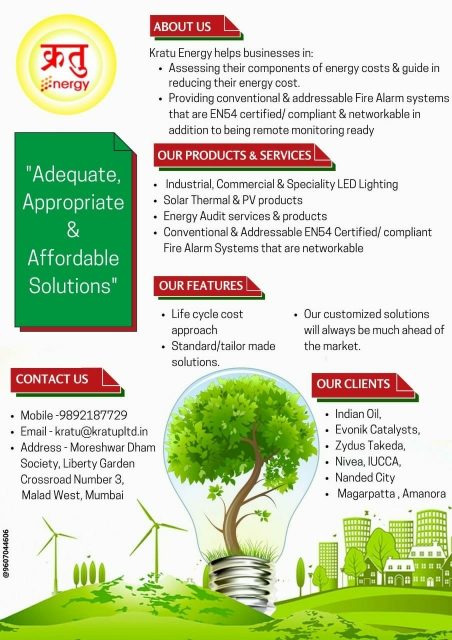 क्रतु
Energy
ABOUT US
Kratu Energy helps businesses in:
• Assessing their components of energy costs & guide in
reducing their energy cost.
• Providing conventional & addressable Fire Alarm systems
that are EN54 certified/ compliant & networkable in
addition to being remote monitoring ready
"Adequate,
Appropriate
&
Affordable
Solutions"
OUR PRODUCTS & SERVICES
• Industrial, Commercial & Speciality LED Lighting
• Solar Thermal & PV products
• Energy Audit services & products
• Conventional & Addressable EN54 Certified/ compliant
Fire Alarm Systems that are networkable
OUR FEATURES
• Life cycle cost
approach
• Standard/tailor made
solutions.
• Our customized solutions
will always be much ahead of
the market.
CONTACT US
• Mobile -9892187729
• Email - kratu@kratupltd.in
• Address - Moreshwar Dham
Society, Liberty Garden
Crossroad Number 3,
Malad West, Mumbai
OUR CLIENTS
• Indian Oil,
• Evonik Catalysts,
• Zydus Takeda,
• Nivea, IUCCA,
• Nanded City
• Magarpatta , Amanora
@9607044606